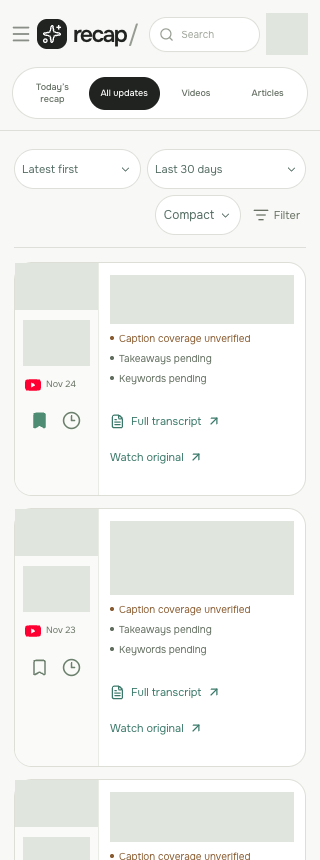 recap/
Search
Today's
recap
All updates
Videos
Articles
Latest first
Last 30 days
Compact
Filter
Caption coverage unverified
Takeaways pending
Keywords pending
Nov 24
Full transcript
Watch original
Caption coverage unverified
Takeaways pending
Keywords pending
Nov 23
Full transcript
Watch original
Caption coverage unverified